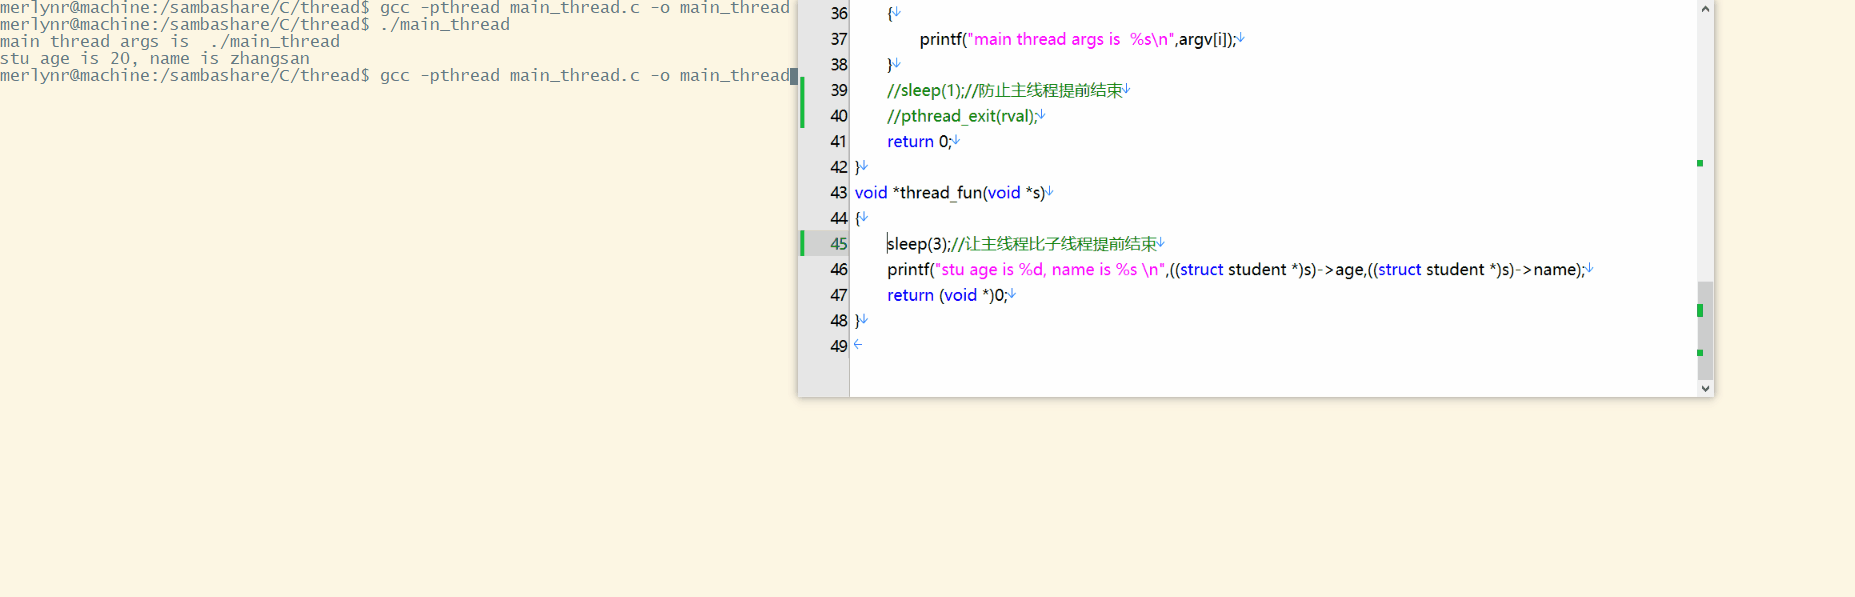 merlynr@machine:/sambashare/C/thread$ gcc -pthread main_thread.c -o main_thread
merlynr@machine:/sambashare/C/thread$ ./main_thread
main thread args is  ./main_thread
stu age is 20, name is zhangsan
merlynr@machine:/sambashare/C/thread$ gcc -pthread main_thread.c -o main_thread
36 {↓
37 printf("main thread args is  %s\n",argv[i]);↓
38 }↓
39 //sleep(1);//防止主线程提前结束↓
40 //pthread_exit(rval);↓
41 return 0;↓
42 }↓
43 void *thread_fun(void *s)↓
44 {↓
45 sleep(3);//让主线程比子线程提前结束↓
46 printf("stu age is %d, name is %s \n",((struct student *)s)->age,((struct student *)s)->name);↓
47 return (void *)0;↓
48 }↓
49 ←